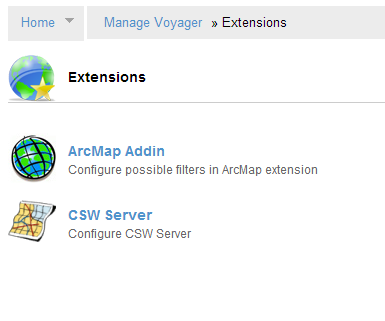 Home Manage Voyager » Extensions
Extensions
ArcMap Addin
Configure possible filters in ArcMap extension
CSW Server
Configure CSW Server